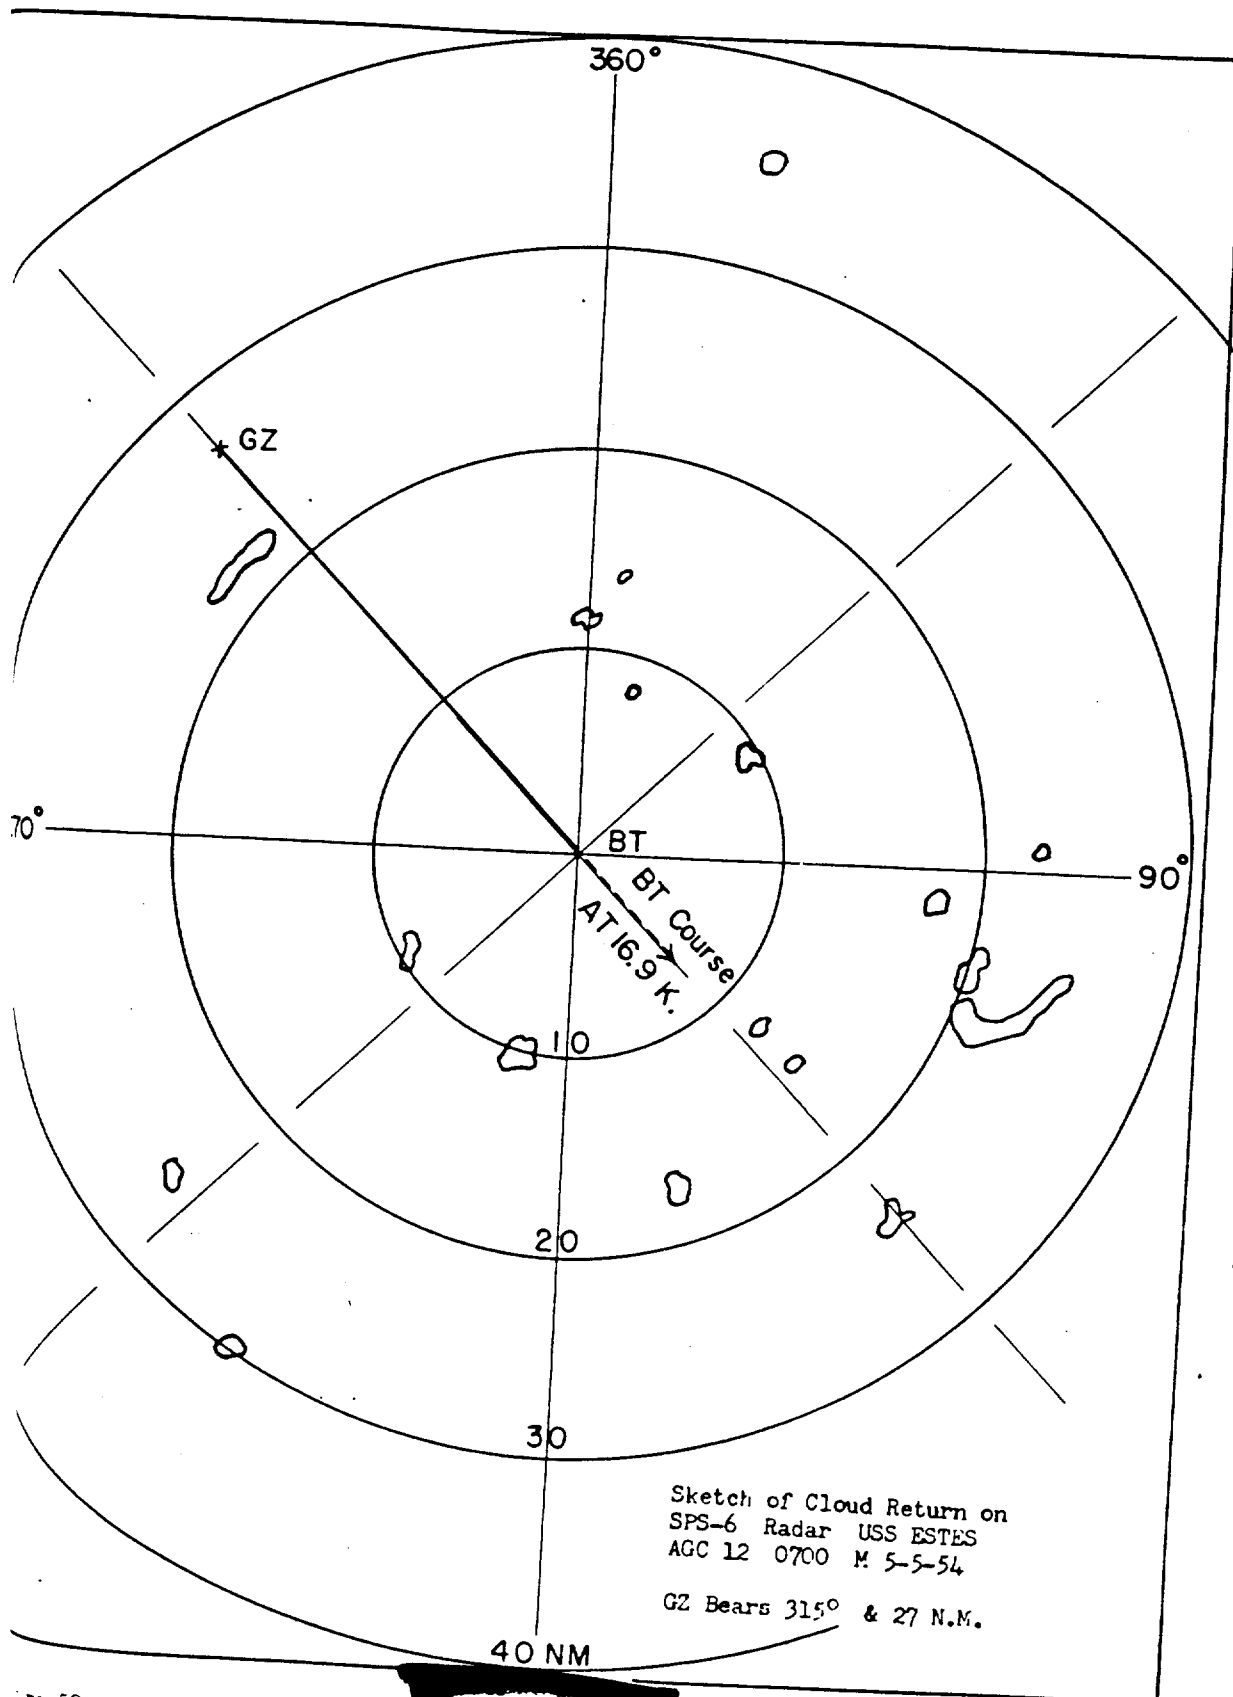 360°
GZ
70°
BT
90°
BT Course
AT 16.9 K.
10
20
30
Sketch of Cloud Return on
SPS-6 Radar USS ESTES
AGC 12 0700 M 5-5-54
GZ Bears 315° & 27 N.M.
40 NM